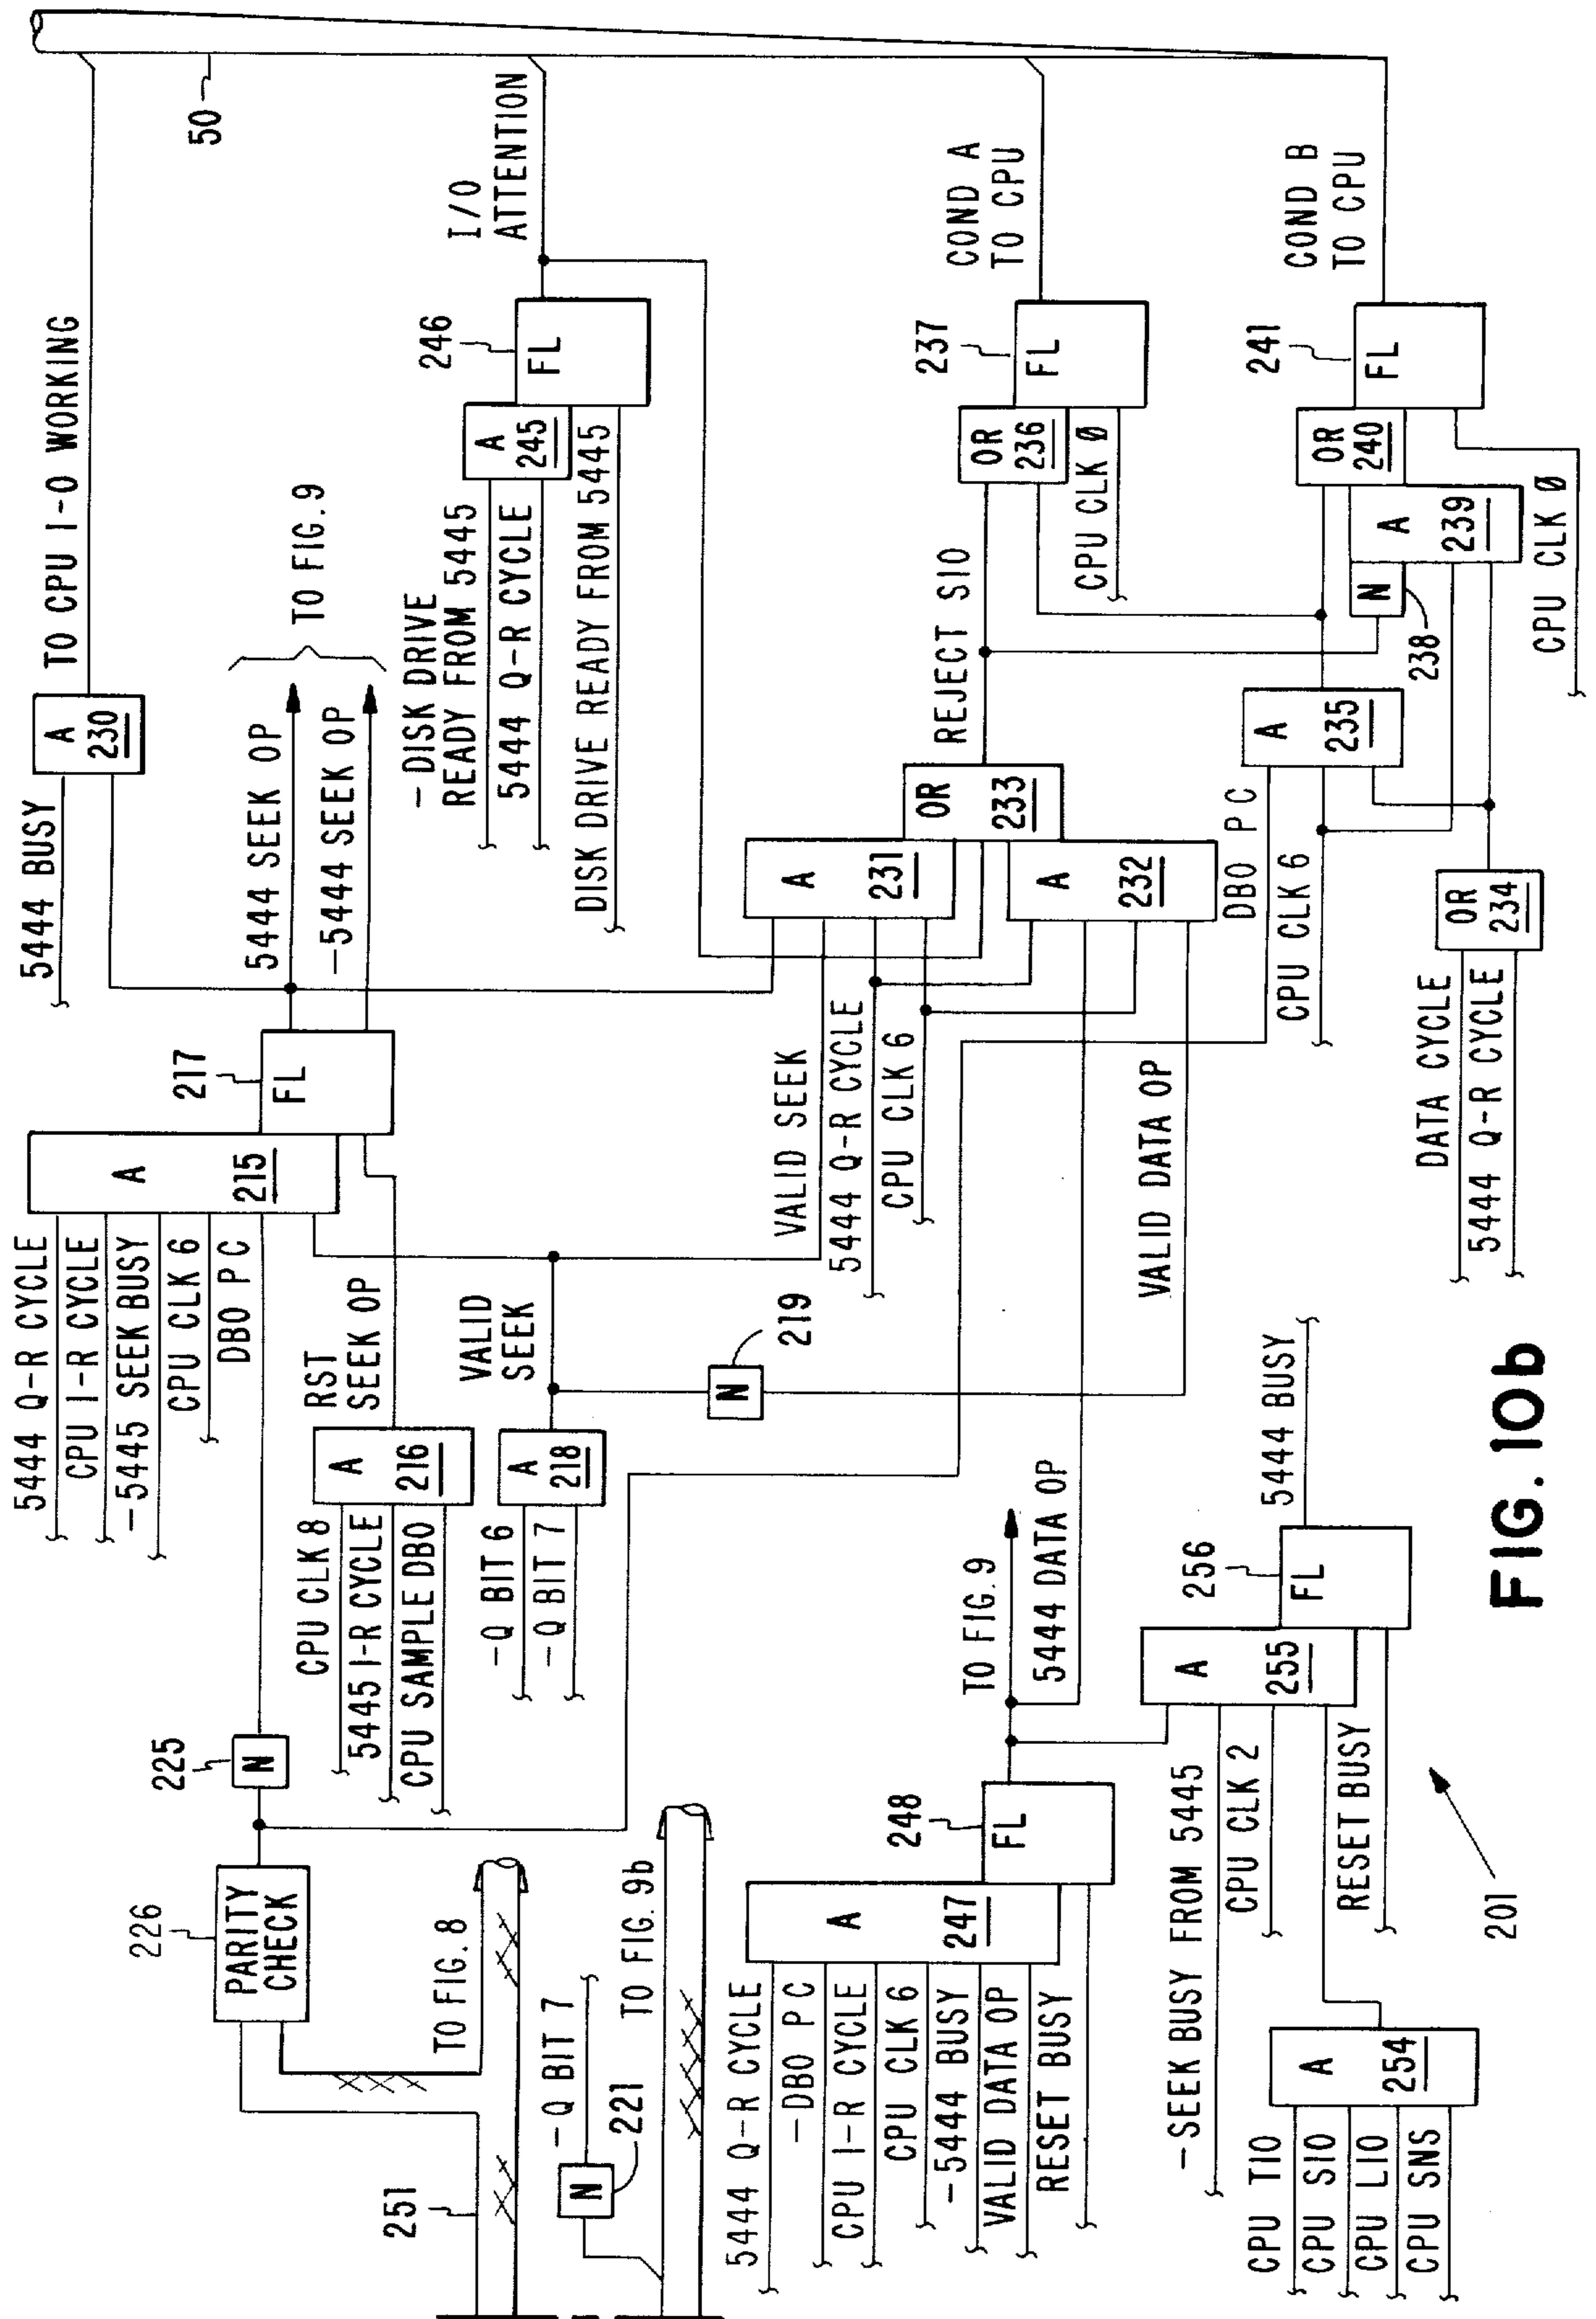 5444 BUSY
A
230
TO CPU I-O WORKING
50
5444 Q-R CYCLE
CPU I-R CYCLE
-5445 SEEK BUSY
CPU CLK 6
DBO PC
A
215
217
FL
5444 SEEK OP
-5444 SEEK OP
TO FIG. 9
226
PARITY
CHECK
225
N
CPU CLK 8
5445 I-R CYCLE
CPU SAMPLE DBO
A
216
RST
SEEK OP
-DISK DRIVE
READY FROM 5445
5444 Q-R CYCLE
DISK DRIVE READY FROM 5445
A
245
246
FL
I/O
ATTENTION
251
TO FIG. 8
-Q BIT 6
-Q BIT 7
A
218
VALID
SEEK
N
219
N
221
-Q BIT 7
TO FIG. 9b
VALID SEEK
5444 Q-R CYCLE
CPU CLK 6
A
231
A
232
OR
233
REJECT SIO
OR
236
CPU CLK Ø
237
FL
COND A
TO CPU
5444 Q-R CYCLE
-DBO PC
CPU I-R CYCLE
CPU CLK 6
-5444 BUSY
VALID DATA OP
RESET BUSY
A
247
248
FL
TO FIG. 9
5444 DATA OP
VALID DATA OP
DBO PC
CPU CLK 6
A
235
N
238
A
239
OR
240
241
FL
COND B
TO CPU
CPU CLK Ø
DATA CYCLE
5444 Q-R CYCLE
OR
234
-SEEK BUSY FROM 5445
CPU CLK 2
RESET BUSY
A
255
256
FL
5444 BUSY
CPU TIO
CPU SIO
CPU LIO
CPU SNS
A
254
201
FIG. 10b